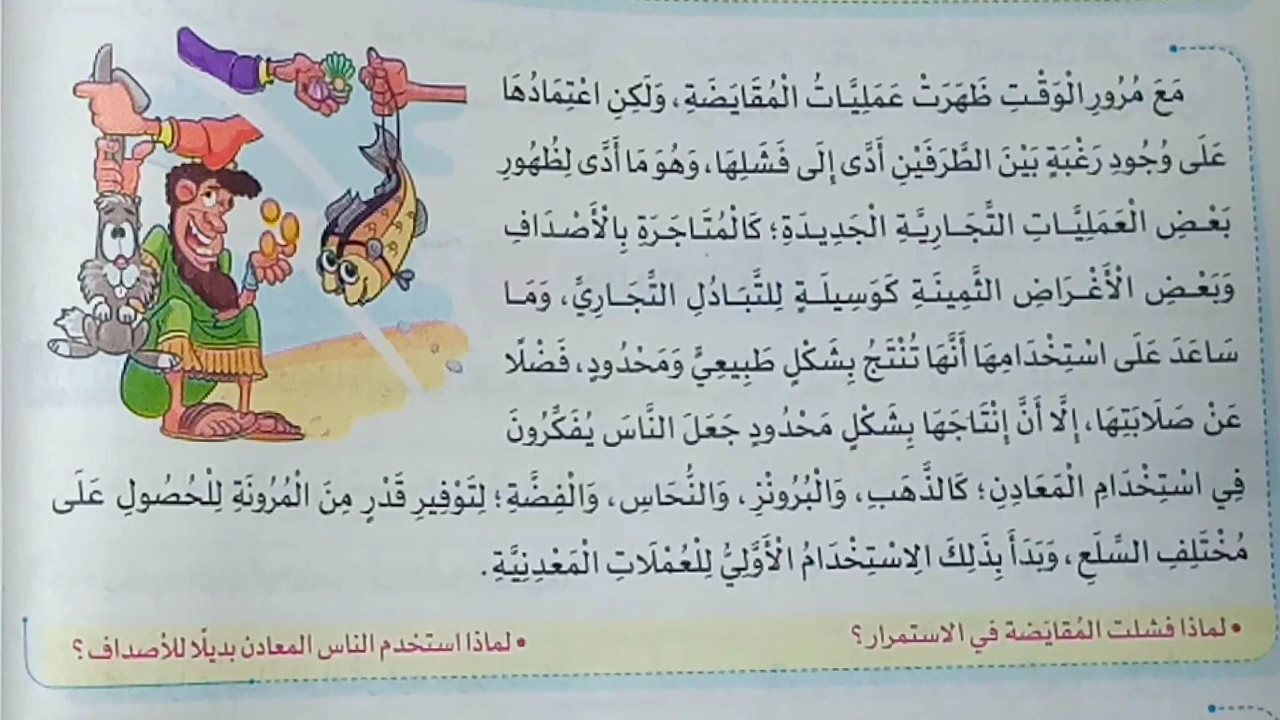 مَعَ مُرُورِ الْوَقْتِ ظَهَرَتْ عَمَلِيَّاتُ الْمُقَايَضَةِ، وَلَكِنِ اعْتِمَادُهَا
عَلَى وُجُودِ رَغْبَةٍ بَيْنَ الطَّرَفَيْنِ أَدَّى إِلَى فَشَلِهَا، وَهُوَ مَا أَدَّى لِظُهُورِ
بَعْضِ الْعَمَلِيَّاتِ التِّجَارِيَّةِ الْجَدِيدَةِ؛ كَالْمُتَاجَرَةِ بِالْأَصْدَافِ
وَبَعْضِ الْأَغْرَاضِ الثَّمِينَةِ كَوَسِيلَةٍ لِلتَّبَادُلِ التِّجَارِيِّ، وَمَا
سَاعَدَ عَلَى اسْتِخْدَامِهَا أَنَّهَا تُنْتَجُ بِشَكْلٍ طَبِيعِيٍّ وَمَحْدُودٍ، فَضْلًا
عَنْ صَلَابَتِهَا، إِلَّا أَنَّ إِنْتَاجَهَا بِشَكْلٍ مَحْدُودٍ جَعَلَ النَّاسَ يُفَكِّرُونَ
فِي اسْتِخْدَامِ الْمَعَادِنِ؛ كَالذَّهَبِ، وَالْبُرُونْزِ، وَالنُّحَاسِ، وَالْفِضَّةِ؛ لِتَوْفِيرِ قَدْرٍ مِنَ الْمُرُونَةِ لِلْحُصُولِ عَلَى
مُخْتَلِفِ السِّلَعِ، وَبَدَأَ بِذَلِكَ الِاسْتِخْدَامُ الْأَوَّلِيُّ لِلْعُمْلَاتِ الْمَعْدِنِيَّةِ.
• لماذا فشلت المُقايَضة في الاستمرار؟
• لماذا استخدم الناس المعادن بديلًا للأصداف؟